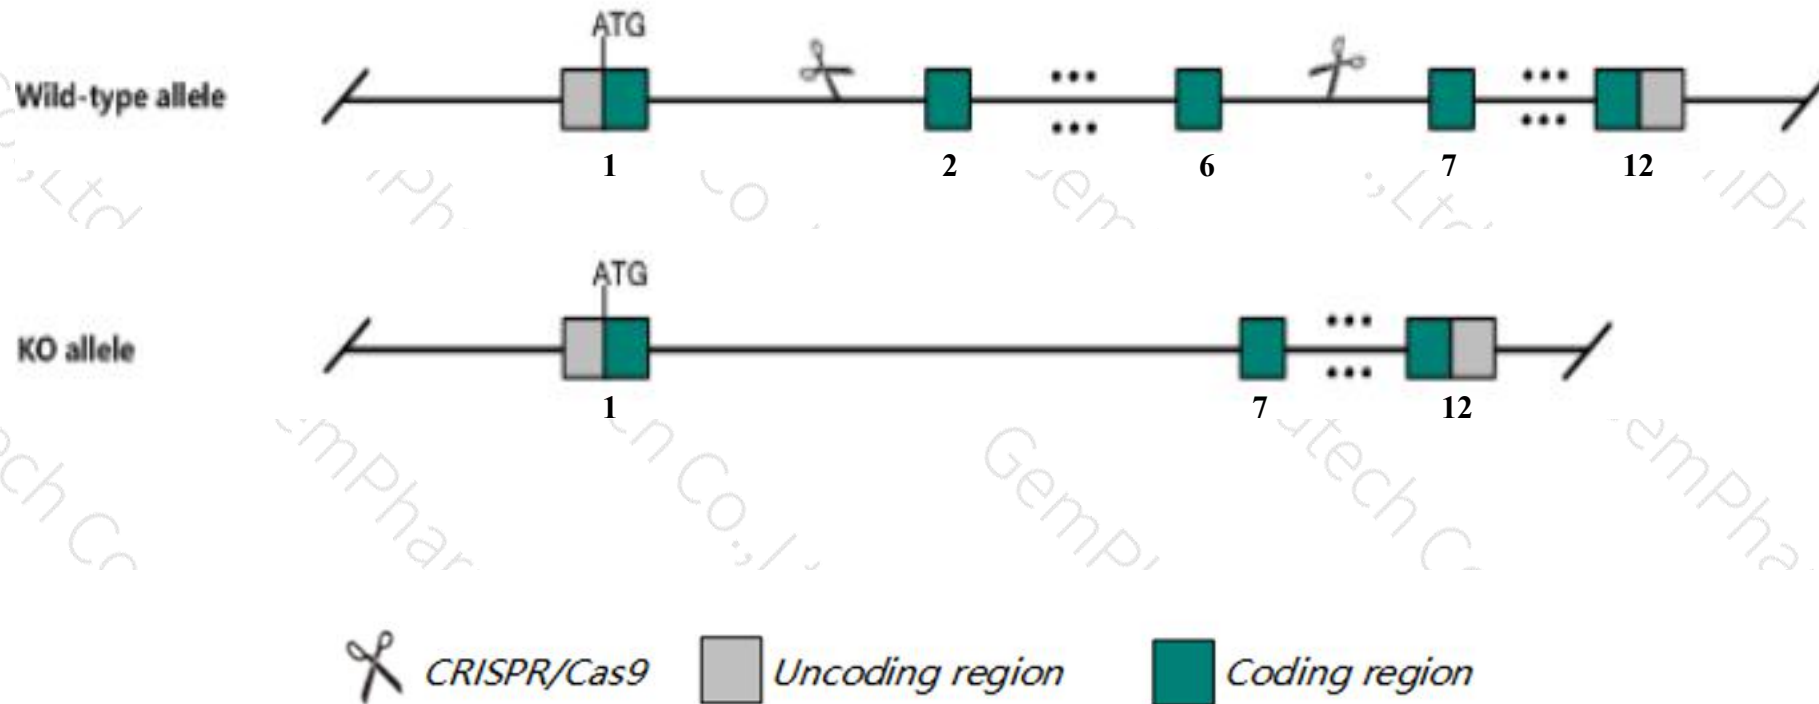 ATG
Wild-type allele
... ...
... ...
1 2 6 7 12
ATG
KO allele
...
...
1 7 12
CRISPR/Cas9 Uncoding region Coding region